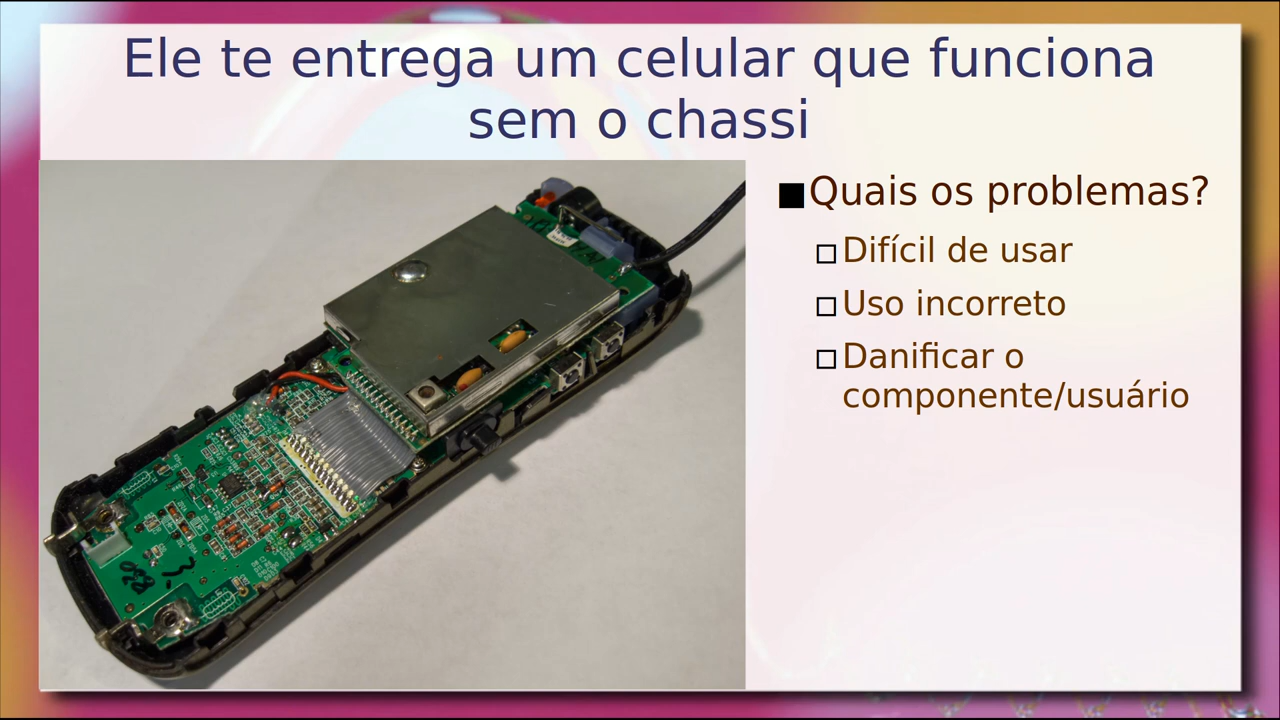 Ele te entrega um celular que funciona
sem o chassi
Quais os problemas?
Difícil de usar
Uso incorreto
Danificar o
componente/usuário